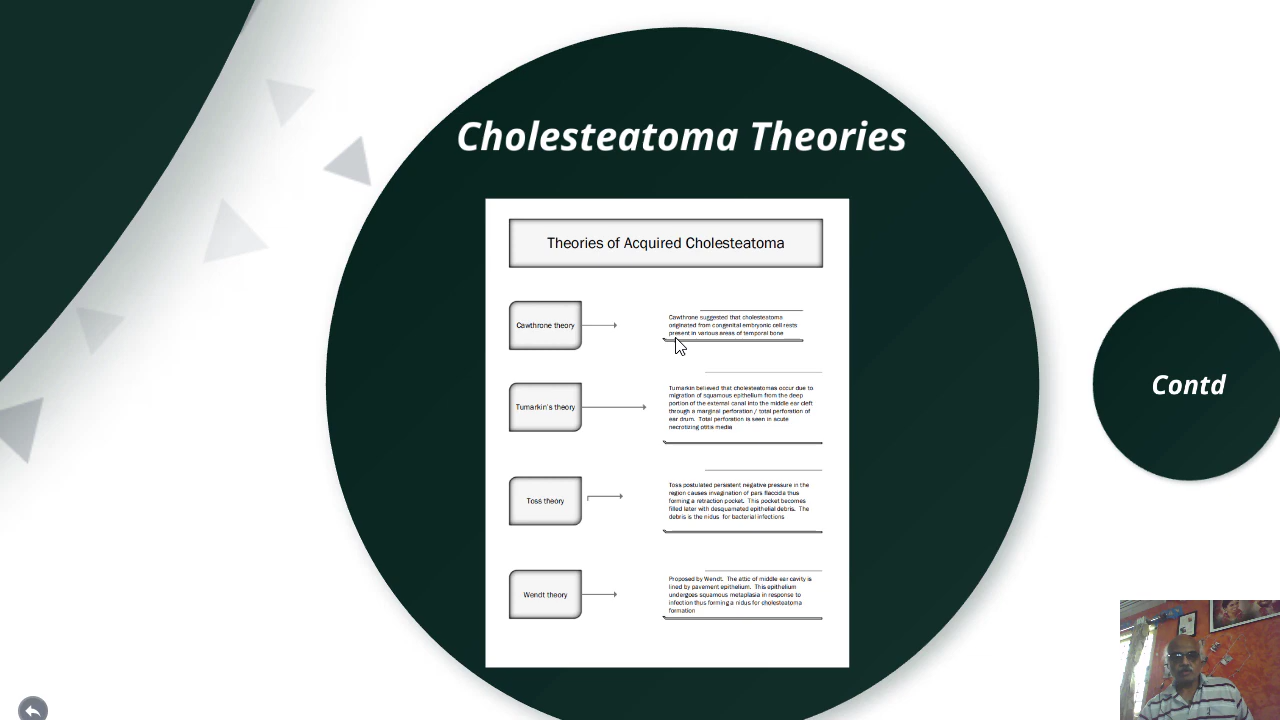 Cholesteatoma Theories
Theories of Acquired Cholesteatoma
Cawthrone theory
Cawthrone suggested that cholesteatoma
originated from congenital embryonic cell rests
present in various areas of temporal bone
Tumarkin's theory
Tumarkin believed that cholesteatomas occur due to
migration of squamous epithelium from the deep
portion of the external canal into the middle ear cleft
through a marginal perforation / total perforation of
ear drum. Total perforation is seen in acute
necrotizing otitis media
Toss theory
Toss postulated persistent negative pressure in the
region causes invagination of pars flaccida thus
forming a retraction pocket. This pocket becomes
filled later with desquamated epithelial debris. The
debris is the nidus for bacterial infections
Wendt theory
Proposed by Wendt. The attic of middle ear cavity is
lined by pavement epithelium. This epithelium
undergoes squamous metaplasia in response to
infection thus forming a nidus for cholesteatoma
formation
Contd